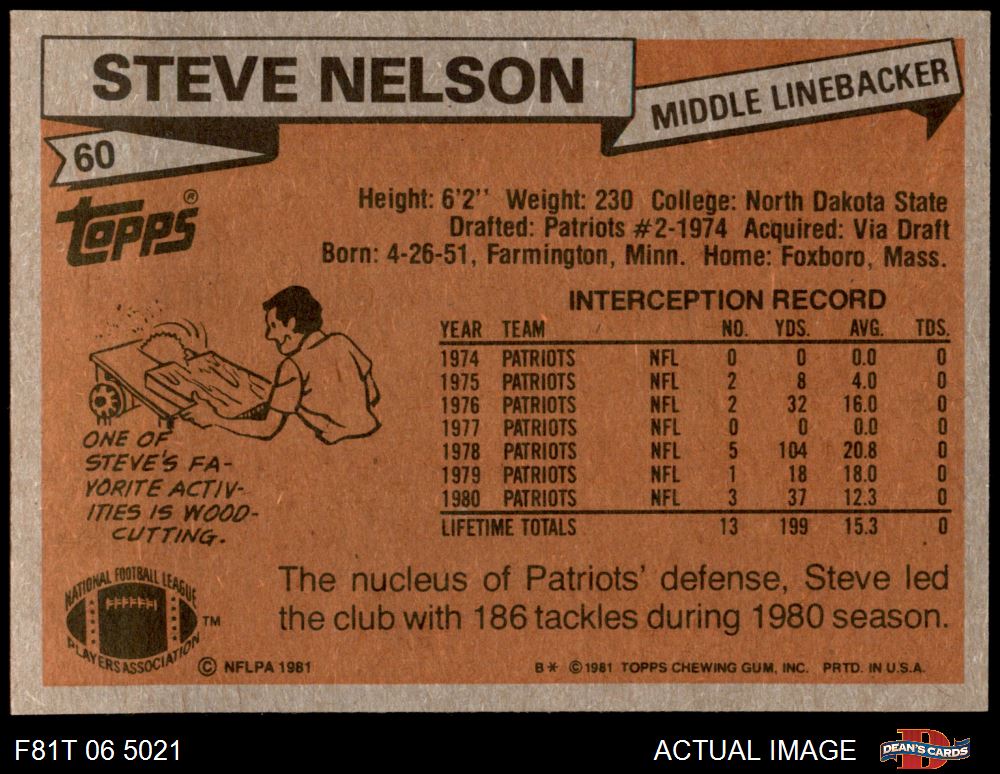 STEVE NELSON
MIDDLE LINEBACKER
60
Topps®
Height: 6'2'' Weight: 230 College: North Dakota State
Drafted: Patriots #2-1974 Acquired: Via Draft
Born: 4-26-51, Farmington, Minn. Home: Foxboro, Mass.
INTERCEPTION RECORD
YEAR TEAM NO. YDS. AVG. TDS.
1974 PATRIOTS NFL 0 0 0.0 0
1975 PATRIOTS NFL 2 8 4.0 0
1976 PATRIOTS NFL 2 32 16.0 0
1977 PATRIOTS NFL 0 0 0.0 0
1978 PATRIOTS NFL 5 104 20.8 0
1979 PATRIOTS NFL 1 18 18.0 0
1980 PATRIOTS NFL 3 37 12.3 0
LIFETIME TOTALS 13 199 15.3 0
ONE OF
STEVE'S FA-
VORITE ACTIV-
ITIES IS WOOD-
CUTTING.
The nucleus of Patriots' defense, Steve led
the club with 186 tackles during 1980 season.
NATIONAL FOOTBALL LEAGUE
PLAYERS ASSOCIATION
TM
© NFLPA 1981
B* ©1981 TOPPS CHEWING GUM, INC. PRTD. IN U.S.A.
F81T 06 5021
ACTUAL IMAGE
DEAN'S CARDS